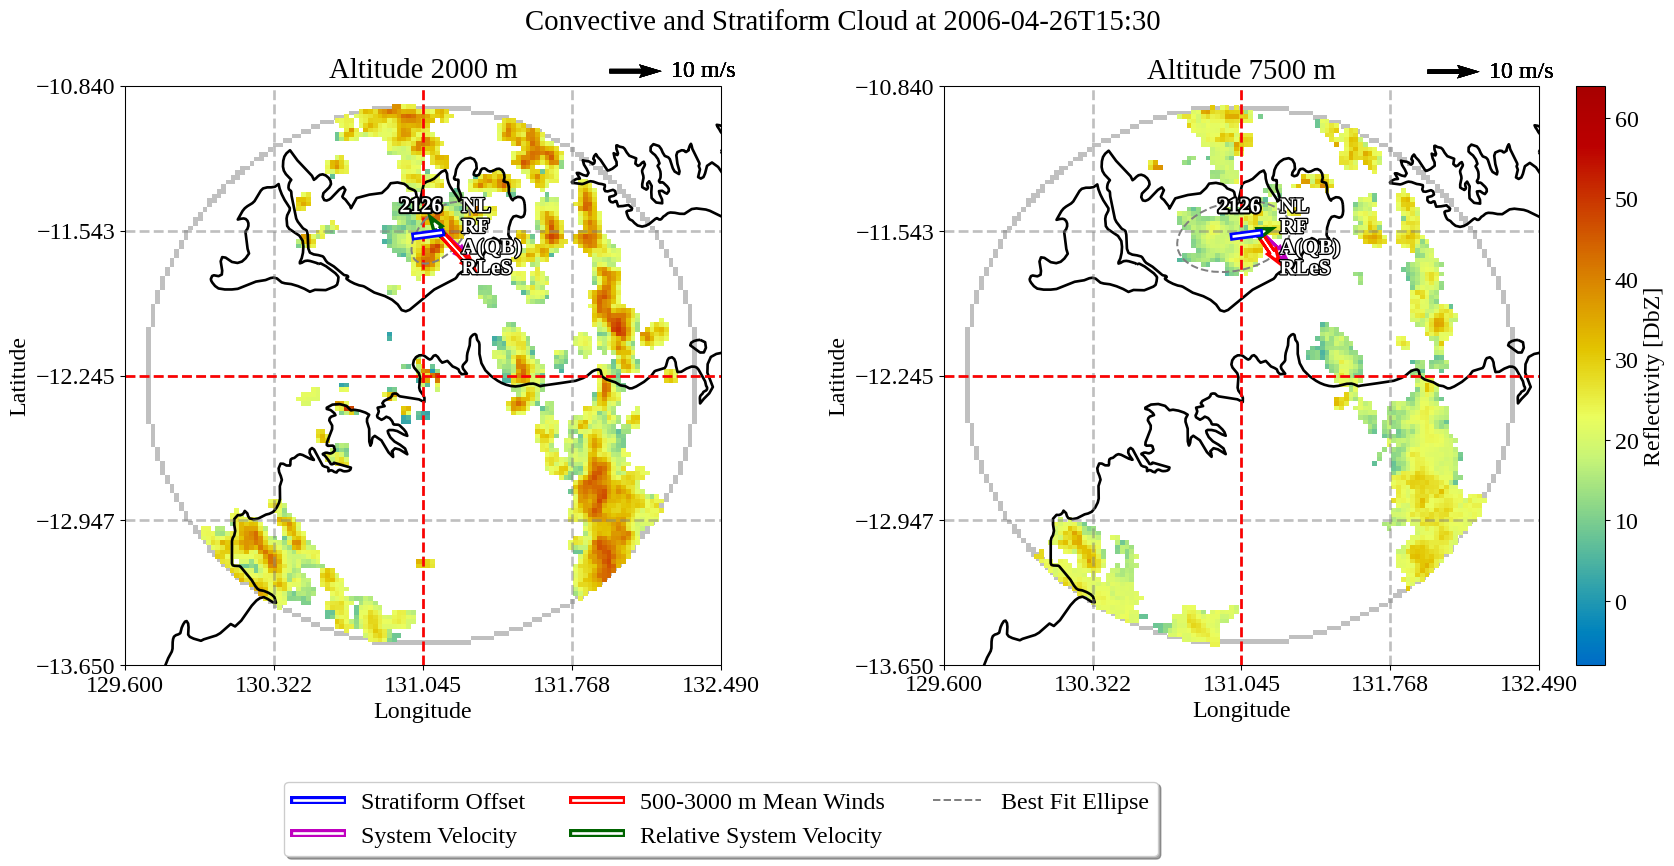 Convective and Stratiform Cloud at 2006-04-26T15:30
Altitude 2000 m
10 m/s
−10.840
−11.543
−12.245
−12.947
−13.650
Latitude
2126
NL
RF
A(QB)
RLeS
129.600
130.322
131.045
131.768
132.490
Longitude
Altitude 7500 m
10 m/s
−10.840
−11.543
−12.245
−12.947
−13.650
Latitude
2126
NL
RF
A(QB)
RLeS
129.600
130.322
131.045
131.768
132.490
Longitude
60
50
40
30
20
10
0
Reflectivity [DbZ]
Stratiform Offset
System Velocity
500-3000 m Mean Winds
Relative System Velocity
Best Fit Ellipse